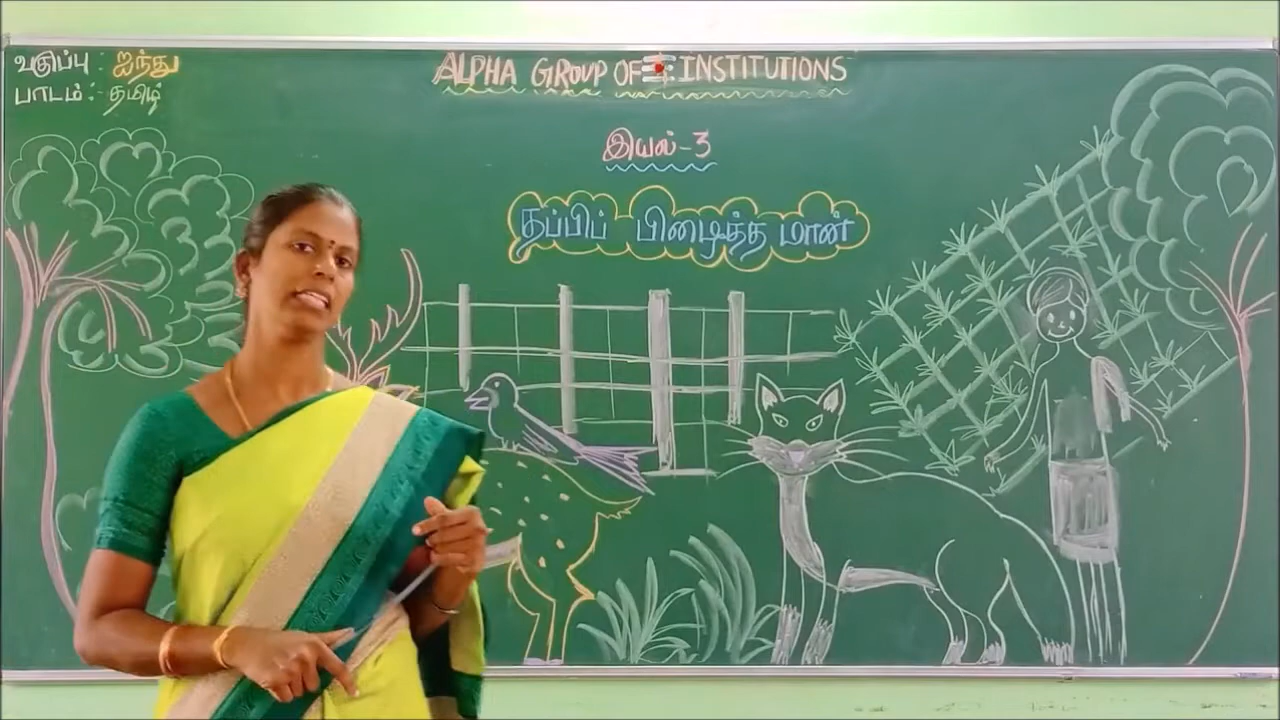 வகுப்பு : ஐந்து
பாடம் : தமிழ்
ALPHA GROUP OF INSTITUTIONS
இயல்-3
தப்பிப் பிழைத்த மான்